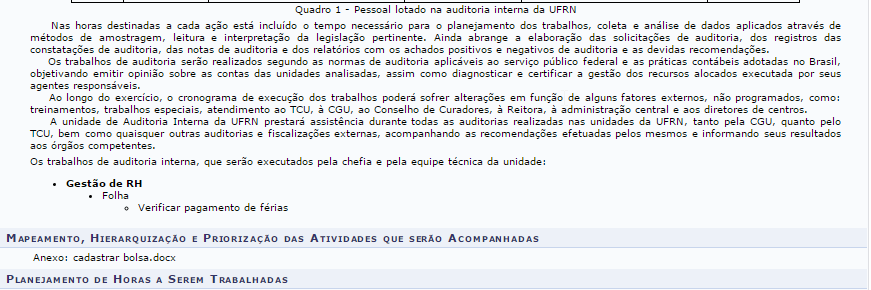 Quadro 1 - Pessoal lotado na auditoria interna da UFRN
Nas horas destinadas a cada ação está incluído o tempo necessário para o planejamento dos trabalhos, coleta e análise de dados aplicados através de
métodos de amostragem, leitura e interpretação da legislação pertinente. Ainda abrange a elaboração das solicitações de auditoria, dos registros das
constatações de auditoria, das notas de auditoria e dos relatórios com os achados positivos e negativos de auditoria e as devidas recomendações.
Os trabalhos de auditoria serão realizados segundo as normas de auditoria aplicáveis ao serviço público federal e as práticas contábeis adotadas no Brasil,
objetivando emitir opinião sobre as contas das unidades analisadas, assim como diagnosticar e certificar a gestão dos recursos alocados executada por seus
agentes responsáveis.
Ao longo do exercício, o cronograma de execução dos trabalhos poderá sofrer alterações em função de alguns fatores externos, não programados, como:
treinamentos, trabalhos especiais, atendimento ao TCU, à CGU, ao Conselho de Curadores, à Reitora, à administração central e aos diretores de centros.
A unidade de Auditoria Interna da UFRN prestará assistência durante todas as auditorias realizadas nas unidades da UFRN, tanto pela CGU, quanto pelo
TCU, bem como quaisquer outras auditorias e fiscalizações externas, acompanhando as recomendações efetuadas pelos mesmos e informando seus resultados
aos órgãos competentes.
Os trabalhos de auditoria interna, que serão executados pela chefia e pela equipe técnica da unidade:
• Gestão de RH
• Folha
◦ Verificar pagamento de férias
Mapeamento, Hierarquização e Priorização das Atividades que serão Acompanhadas
Anexo: cadastrar bolsa.docx
Planejamento de Horas a Serem Trabalhadas